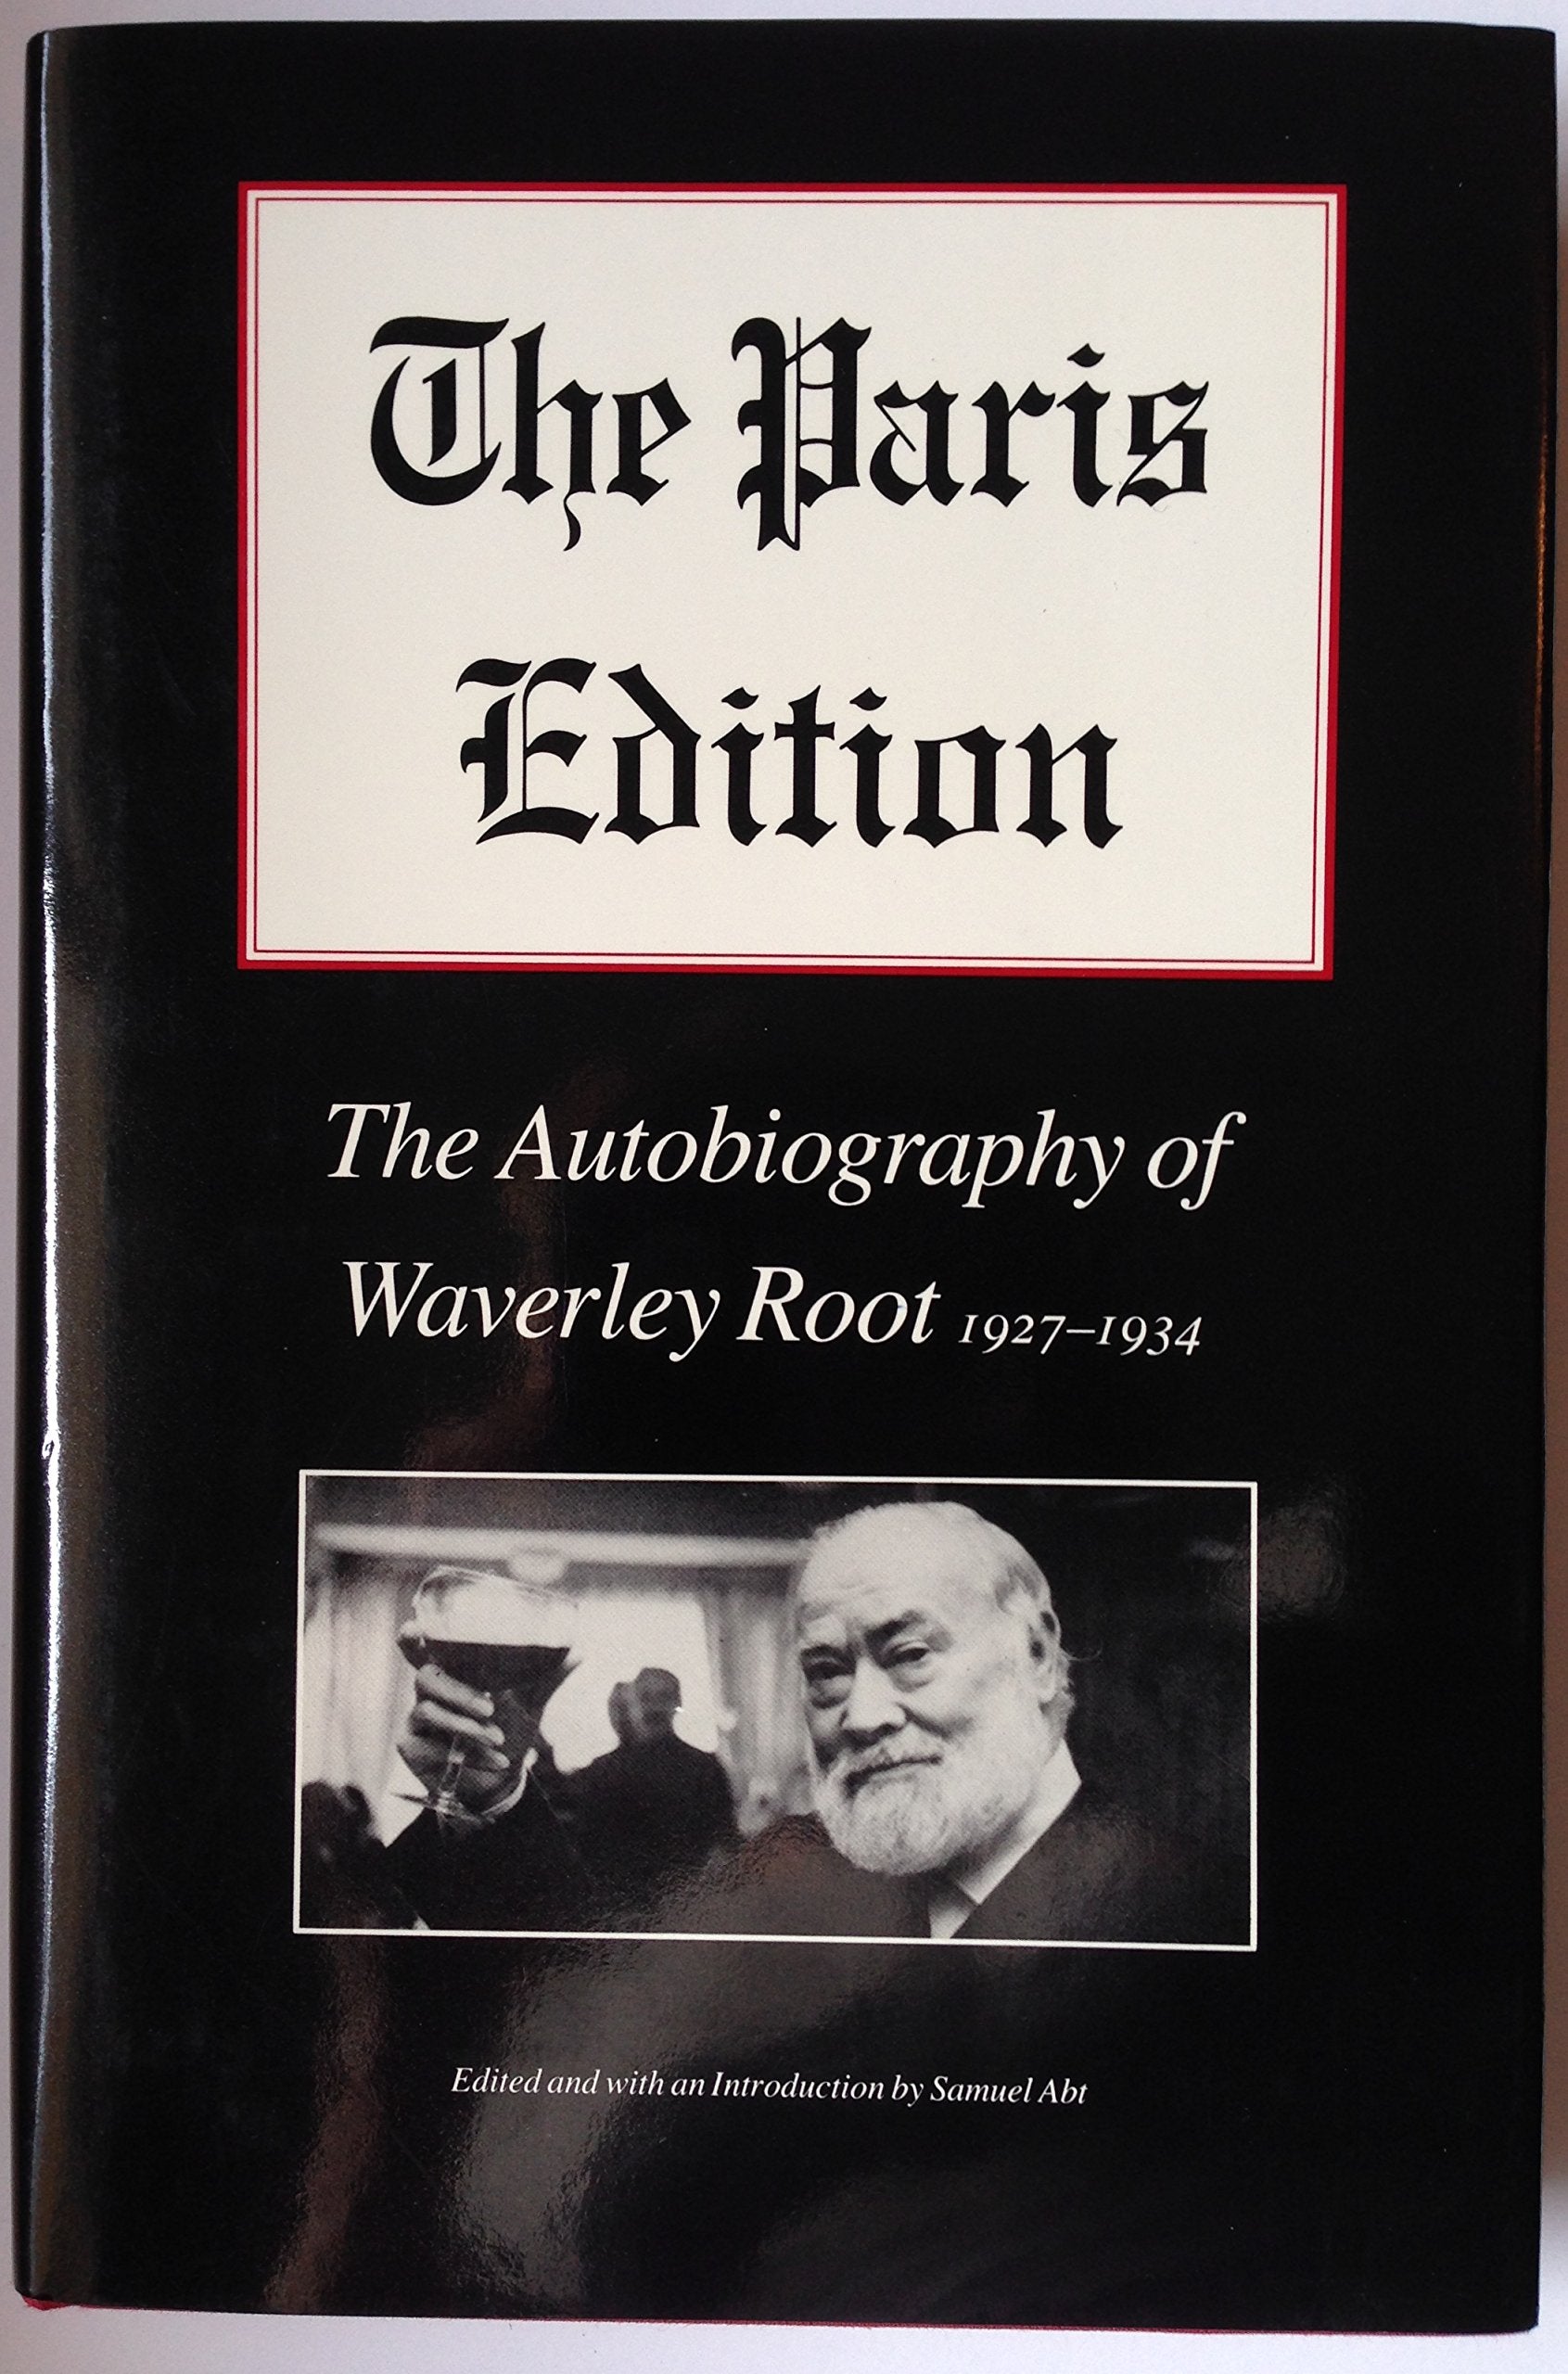 The Paris
Edition
The Autobiography of
Waverley Root 1927–1934
Edited and with an Introduction by Samuel Abt